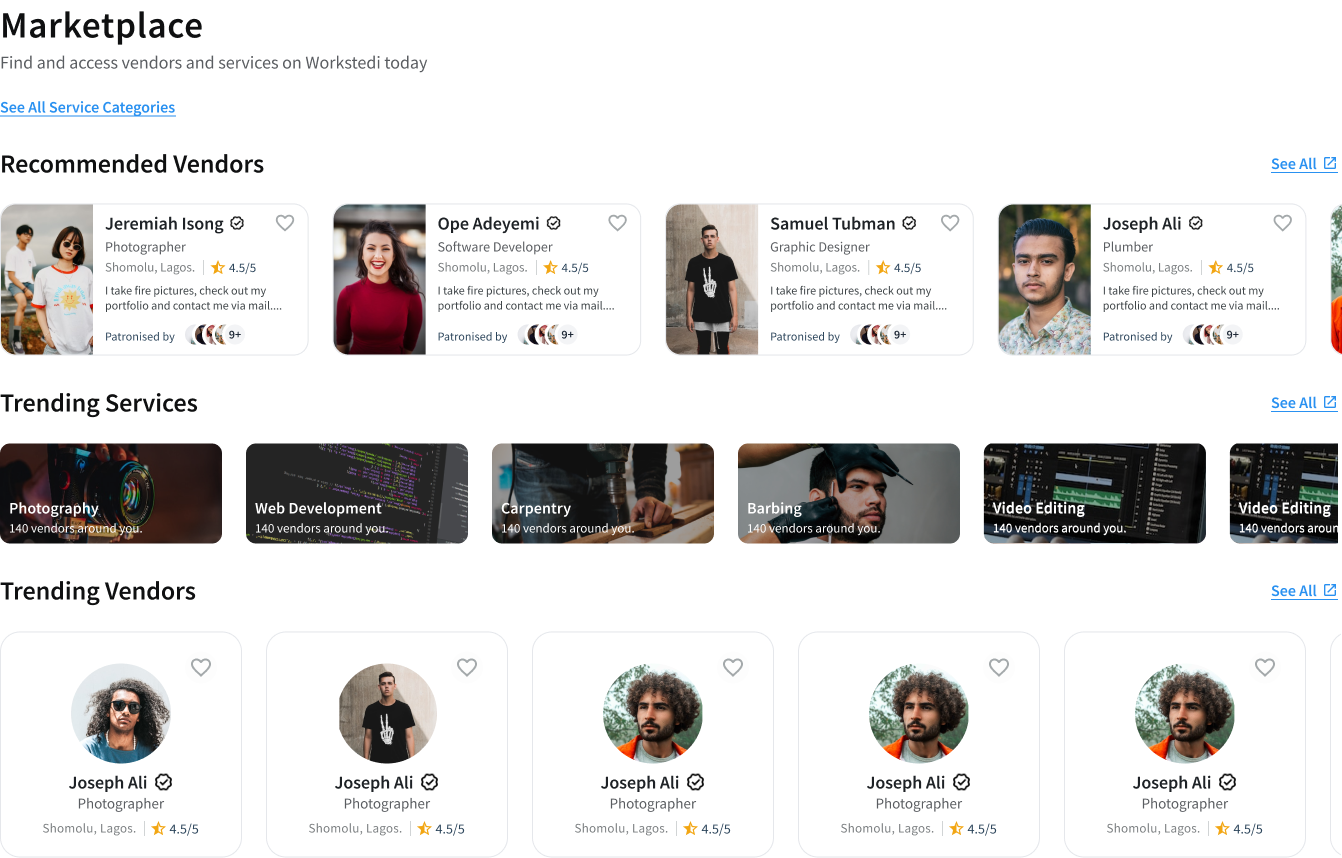 Marketplace
Find and access vendors and services on Workstedi today
See All Service Categories
Recommended Vendors
See All
Jeremiah Isong
Photographer
Shomolu, Lagos. 4.5/5
I take fire pictures, check out my
portfolio and contact me via mail....
Patronised by 9+
Ope Adeyemi
Software Developer
Shomolu, Lagos. 4.5/5
I take fire pictures, check out my
portfolio and contact me via mail....
Patronised by 9+
Samuel Tubman
Graphic Designer
Shomolu, Lagos. 4.5/5
I take fire pictures, check out my
portfolio and contact me via mail....
Patronised by 9+
Joseph Ali
Plumber
Shomolu, Lagos. 4.5/5
I take fire pictures, check out my
portfolio and contact me via mail....
Patronised by 9+
Trending Services
See All
Photography
140 vendors around you.
Web Development
140 vendors around you.
Carpentry
140 vendors around you.
Barbing
140 vendors around you.
Video Editing
140 vendors around you.
Video Editing
140 vendors aroun
Trending Vendors
See All
Joseph Ali
Photographer
Shomolu, Lagos. 4.5/5
Joseph Ali
Photographer
Shomolu, Lagos. 4.5/5
Joseph Ali
Photographer
Shomolu, Lagos. 4.5/5
Joseph Ali
Photographer
Shomolu, Lagos. 4.5/5
Joseph Ali
Photographer
Shomolu, Lagos. 4.5/5